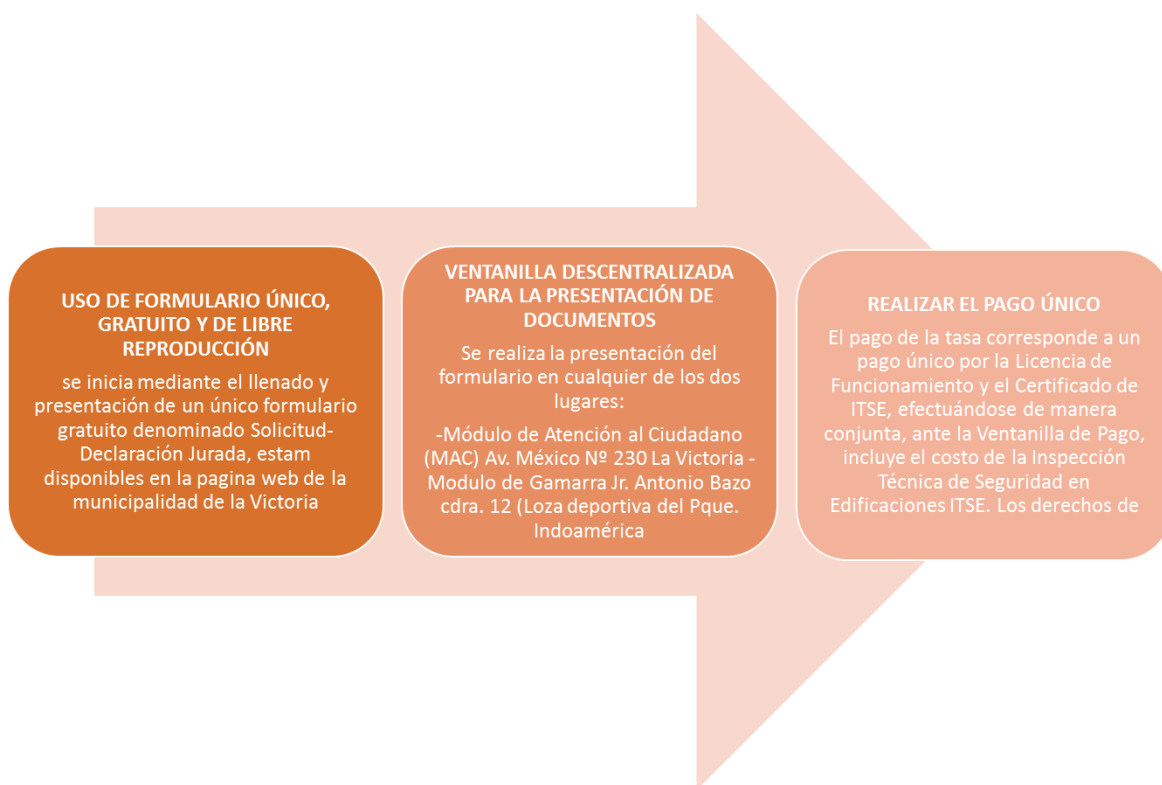 USO DE FORMULARIO ÚNICO,
GRATUITO Y DE LIBRE
REPRODUCCIÓN
se inicia mediante el llenado y
presentación de un único formulario
gratuito denominado Solicitud-
Declaración Jurada, estam
disponibles en la pagina web de la
municipalidad de la Victoria
VENTANILLA DESCENTRALIZADA
PARA LA PRESENTACIÓN DE
DOCUMENTOS
Se realiza la presentación del
formulario en cualquier de los dos
lugares:
-Módulo de Atención al Ciudadano
(MAC) Av. México Nº 230 La Victoria -
Modulo de Gamarra Jr. Antonio Bazo
cdra. 12 (Loza deportiva del Pque.
Indoamérica
REALIZAR EL PAGO ÚNICO
El pago de la tasa corresponde a un
pago único por la Licencia de
Funcionamiento y el Certificado de
ITSE, efectuándose de manera
conjunta, ante la Ventanilla de Pago,
incluye el costo de la Inspección
Técnica de Seguridad en
Edificaciones ITSE. Los derechos de